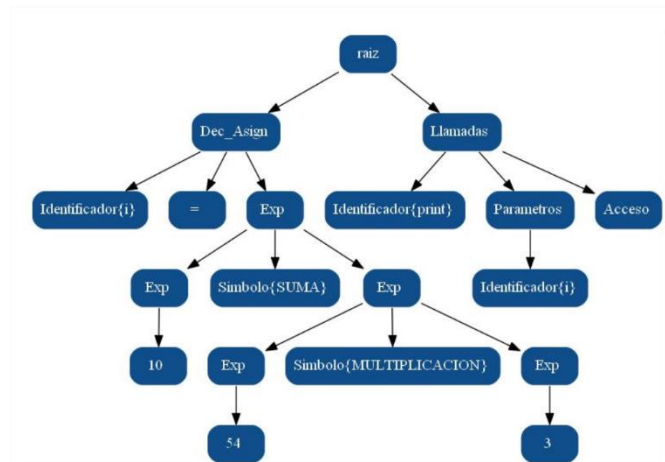 raiz
Dec_Asign
Llamadas
Identificador{i}
=
Exp
Identificador{print}
Parametros
Acceso
Exp
Simbolo{SUMA}
Exp
Identificador{i}
10
Exp
Simbolo{MULTIPLICACION}
Exp
54
3